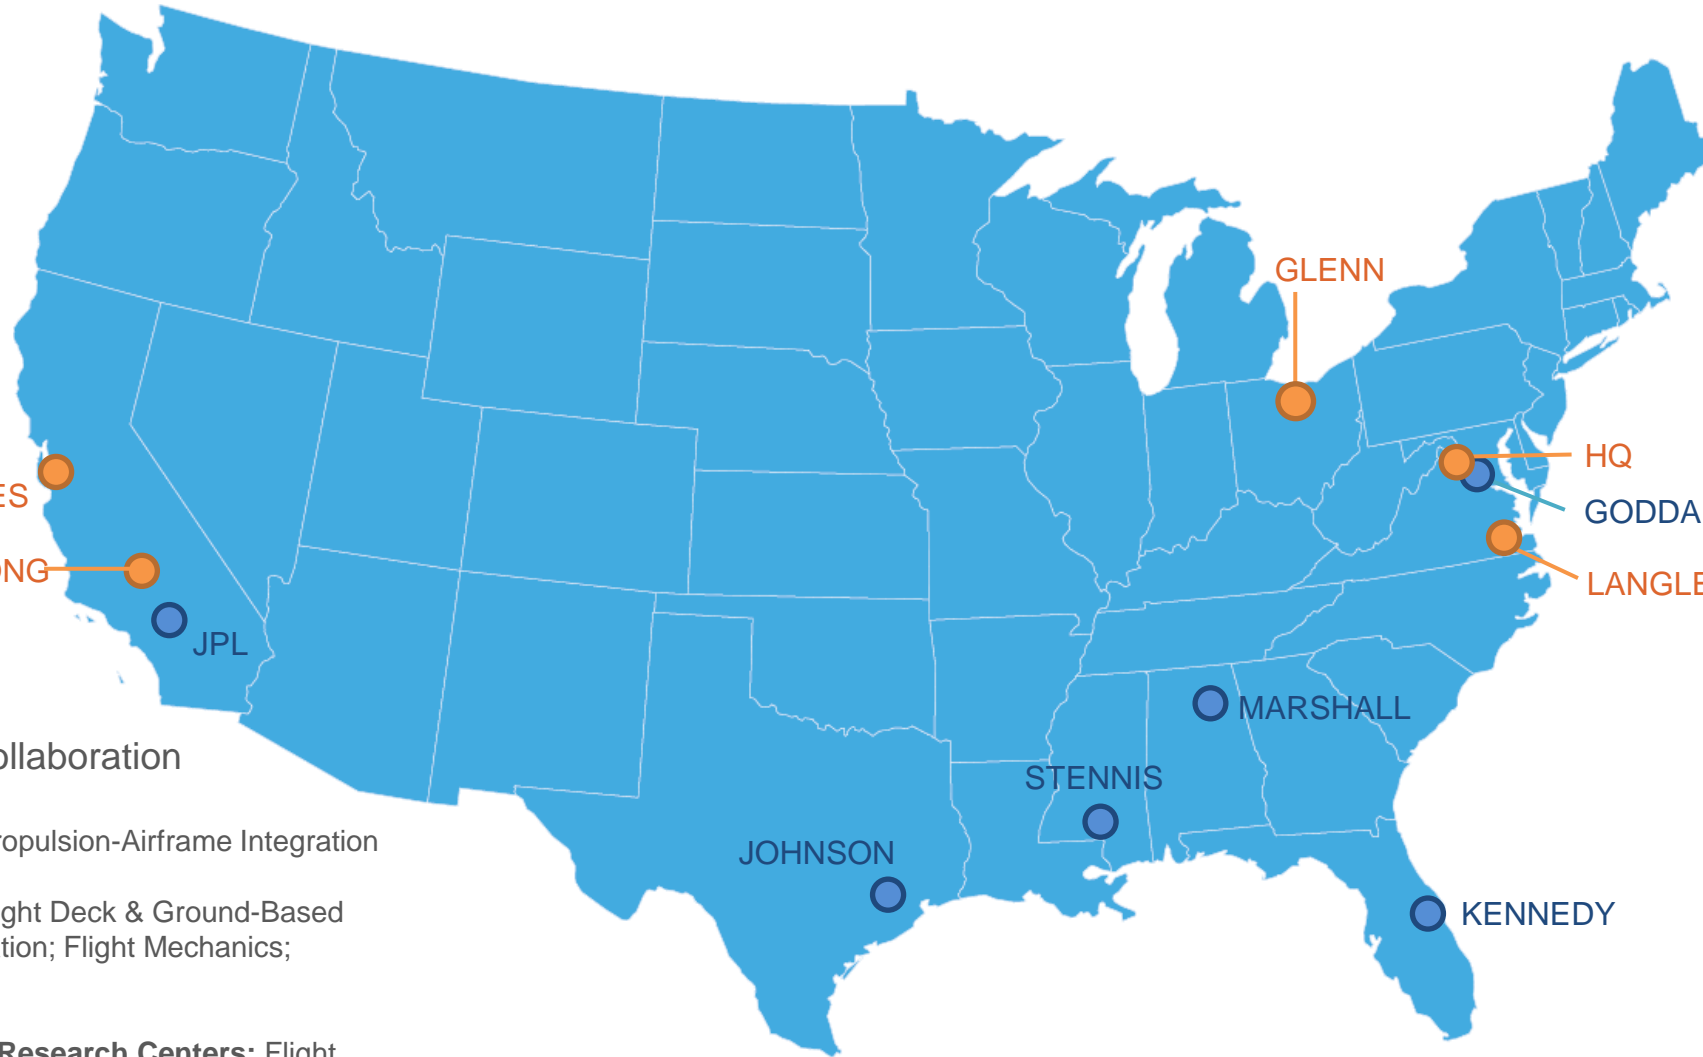 GLENN
HQ
GODDA
LANGLE
ES
ONG
JPL
MARSHALL
STENNIS
JOHNSON
KENNEDY
ollaboration
ropulsion-Airframe Integration
ght Deck & Ground-Based
tion; Flight Mechanics;
Research Centers: Flight